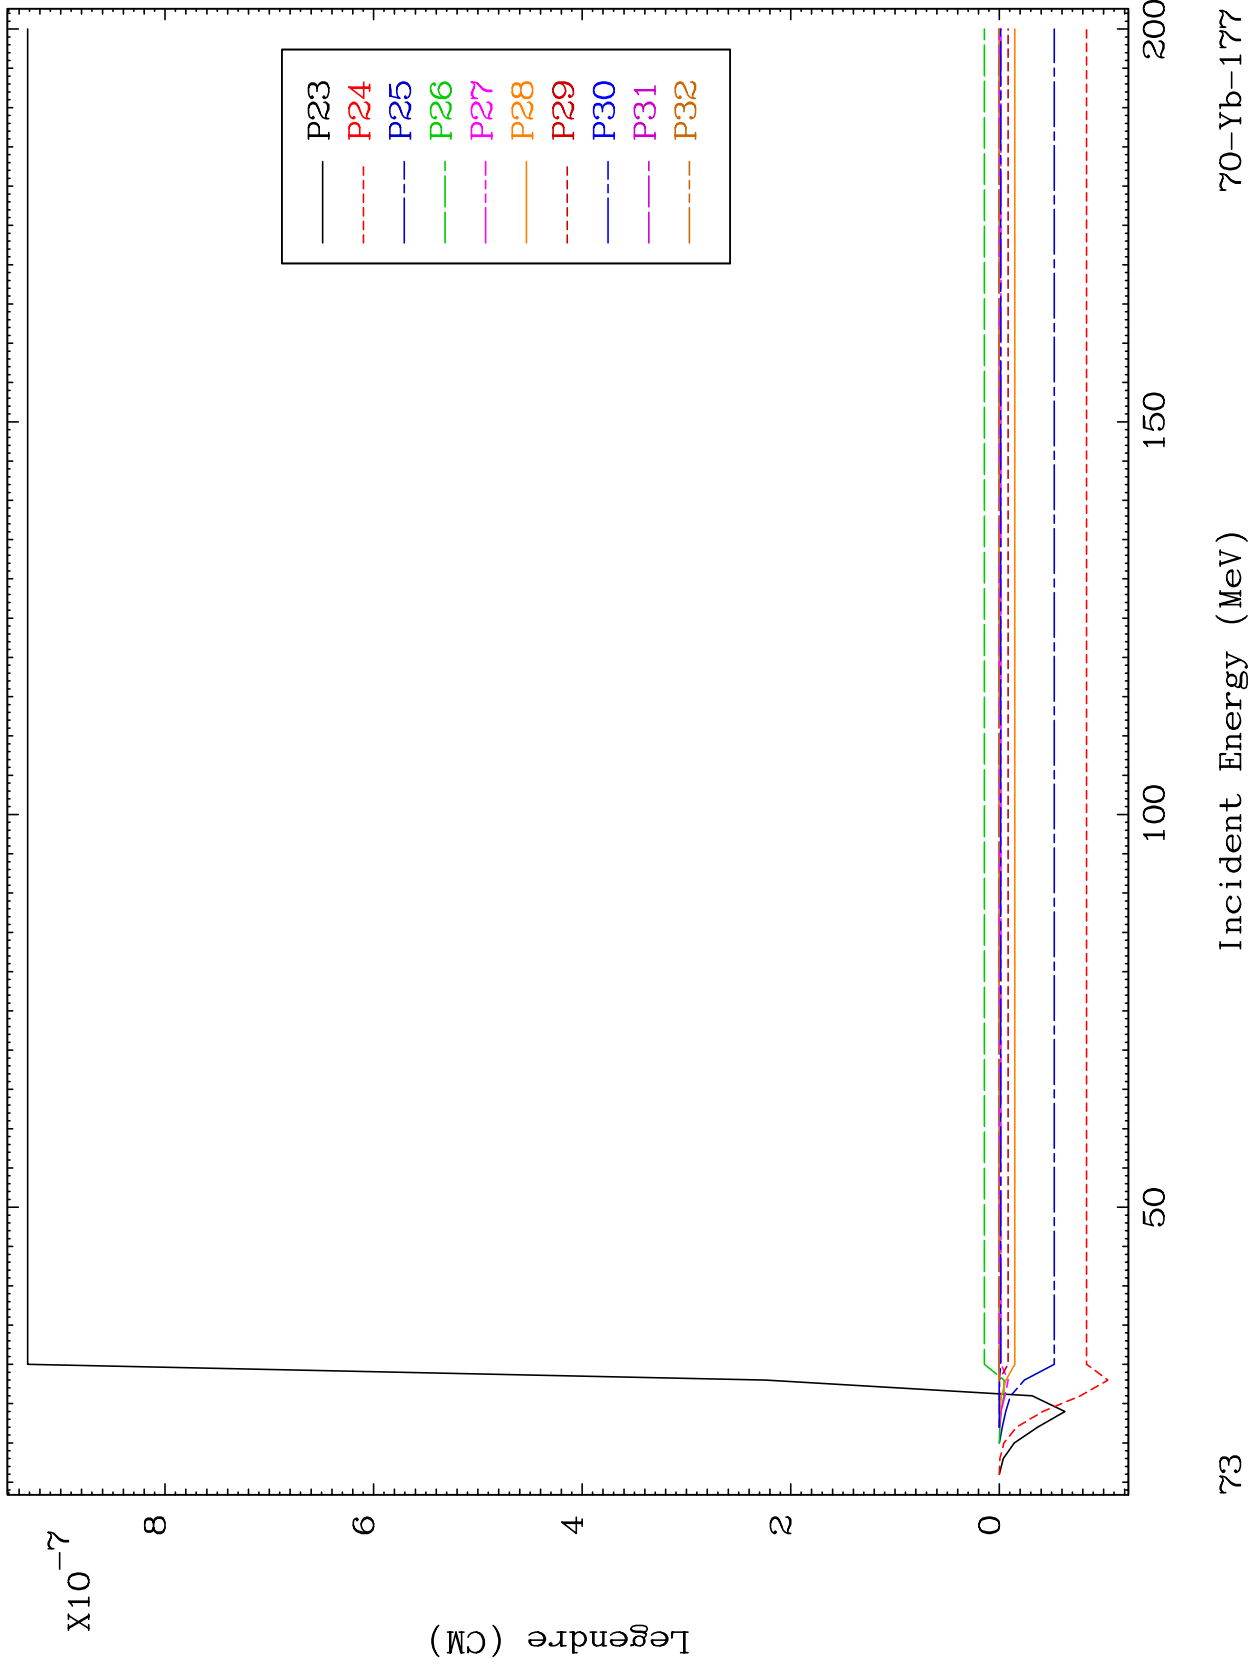 X10-7
8
6
4
2
0
Legendre (CM)
P23
P24
P25
P26
P27
P28
P29
P30
P31
P32
50
100
150
200
Incident Energy (MeV)
73
70-Yb-177